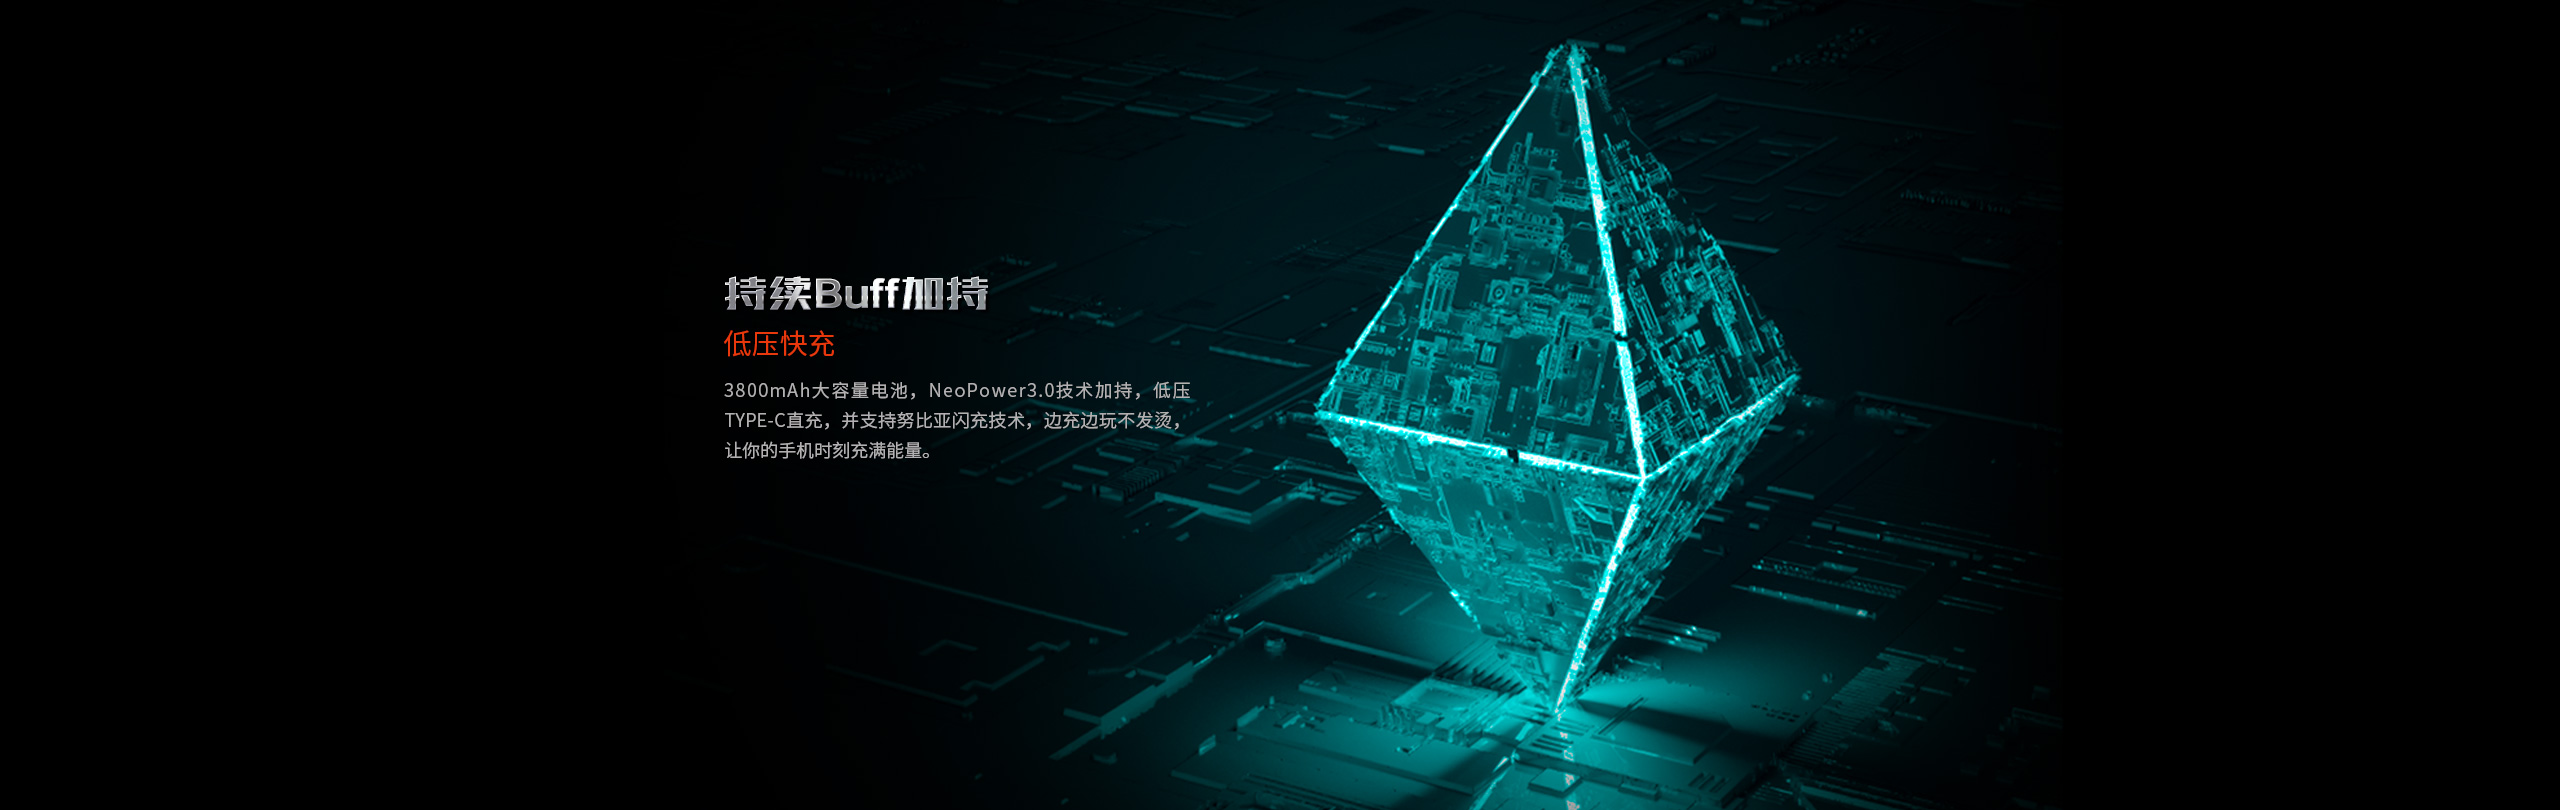 持续Buff加持
低压快充
3800mAh大容量电池，NeoPower3.0技术加持，低压
TYPE-C直充，并支持努比亚闪充技术，边充边玩不发烫，
让你的手机时刻充满能量。